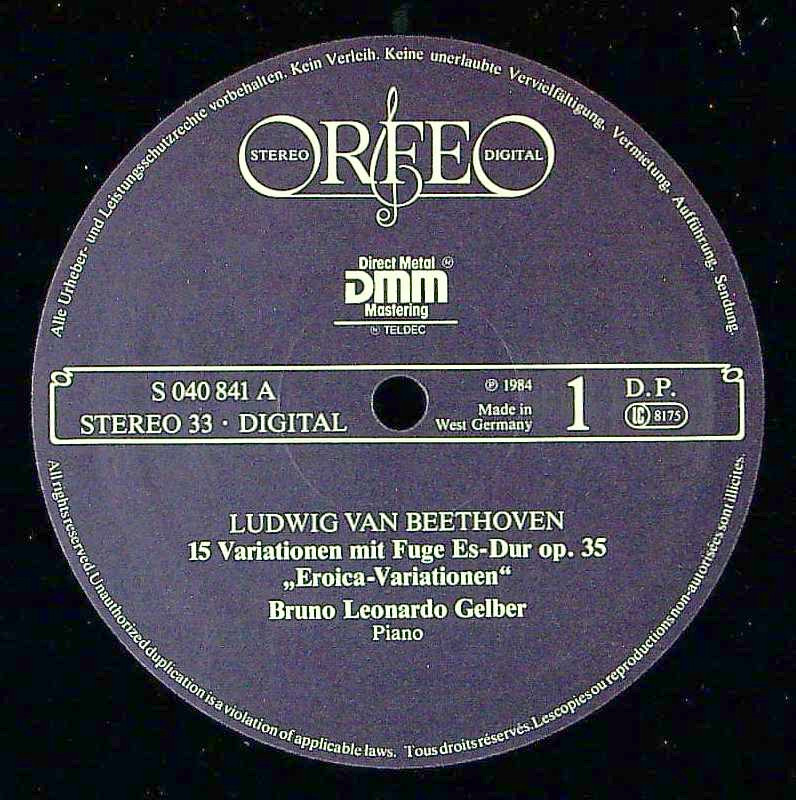 Alle Urheber- und Leistungsschutzrechte vorbehalten. Kein Verleih. Keine unerlaubte Vervielfältigung, Vermietung, Aufführung, Sendung.
ORFEO
STEREO
DIGITAL
Direct Metal Ⓗ
DMM
Mastering
Ⓗ TELDEC
S 040 841 A
STEREO 33 · DIGITAL
℗ 1984
Made in
West Germany
1
D.P.
LC 8175
LUDWIG VAN BEETHOVEN
15 Variationen mit Fuge Es-Dur op. 35
„Eroica-Variationen“
Bruno Leonardo Gelber
Piano
All rights reserved. Unauthorized duplication is a violation of applicable laws. Tous droits réservés. Les copies ou reproductions non-autorisées sont illicites.